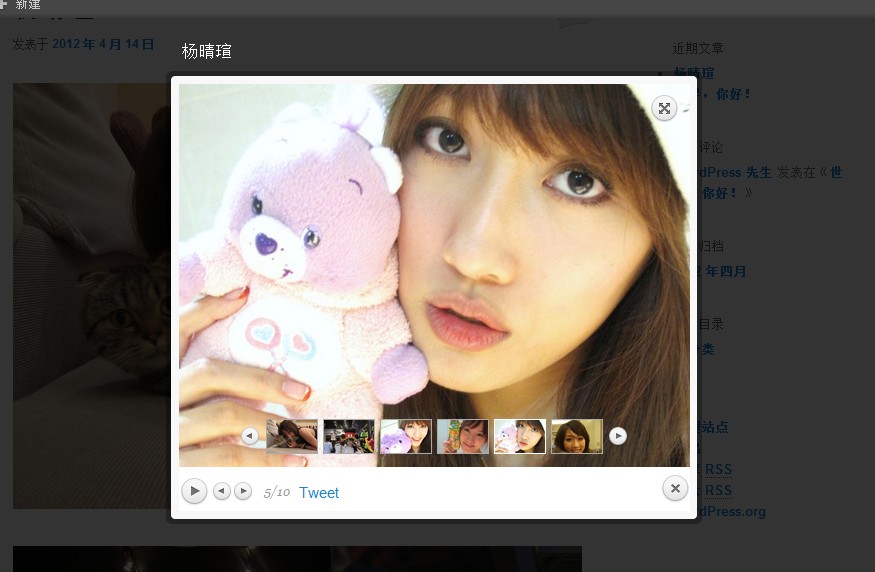 新建
发表于 2012 年 4 月 14 日
杨晴瑄
近期文章
杨晴瑄
，你好！
评论
dPress 先生 发表在《世
你好！》
归档
年四月
目录
类
站点
RSS
RSS
dPress.org
5/10
Tweet